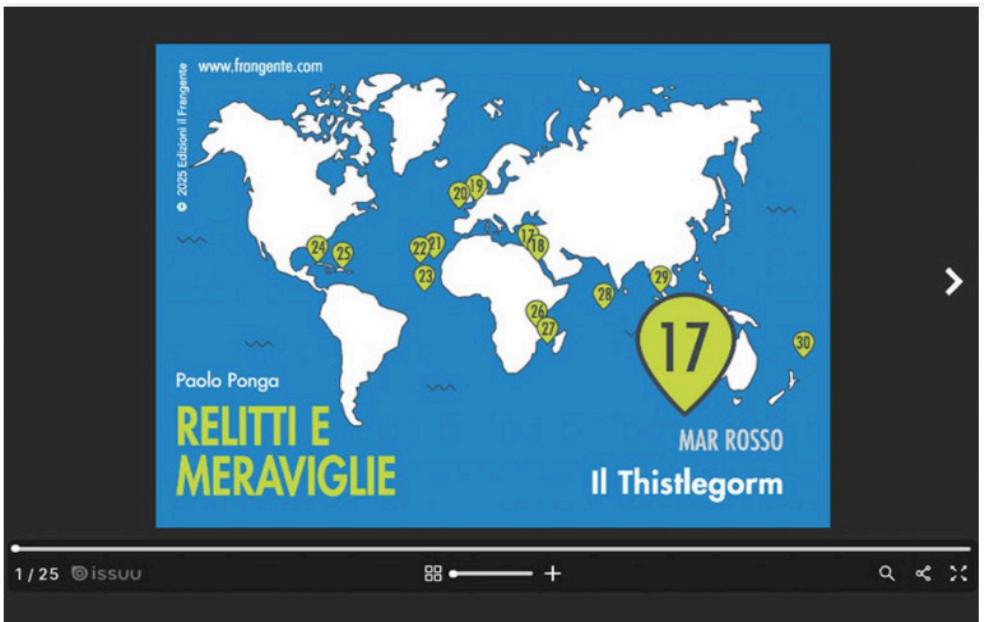 www.frangente.com
© 2025 Edizioni il Frangente
20
19
24
25
22
21
17
18
23
28
29
26
27
30
17
Paolo Ponga
RELITTI E
MERAVIGLIE
MAR ROSSO
Il Thistlegorm
1 / 25 issuu